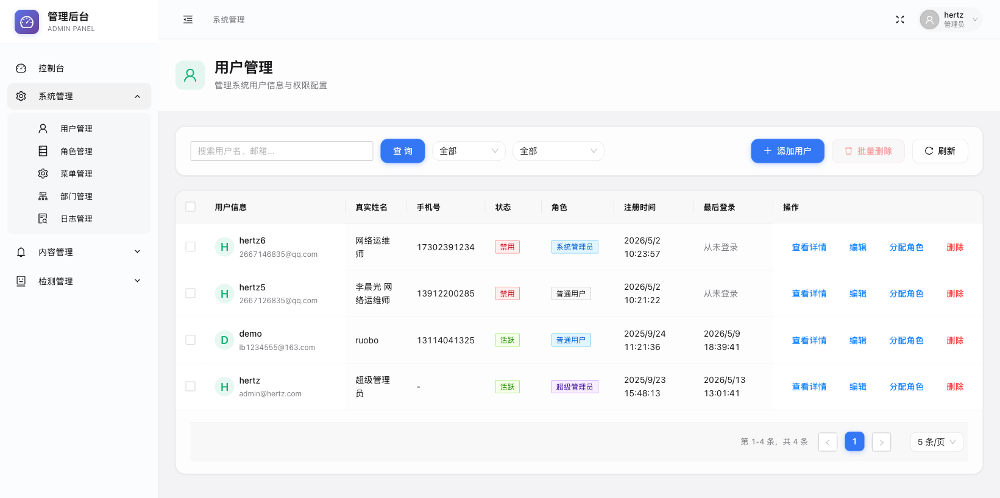 管理后台
ADMIN PANEL
控制台
系统管理
用户管理
角色管理
菜单管理
部门管理
日志管理
内容管理
检测管理
系统管理
hertz
管理员
用户管理
管理系统用户信息与权限配置
搜索用户名、邮箱...
查 询
全部
全部
添加用户
批量删除
刷新
用户信息 真实姓名 手机号 状态 角色 注册时间 最后登录 操作
hertz6
2667146835@qq.com
网络运维
师
17302391234
禁用
系统管理员
2026/5/2
10:23:57
从未登录
查看详情 编辑 分配角色 删除
H
hertz5
2667126835@qq.com
李晨光 网
络运维师
13912200285
禁用
普通用户
2026/5/2
10:21:22
从未登录
查看详情 编辑 分配角色 删除
H
demo
lb1234555@163.com
ruobo
13114041325
活跃
普通用户
2025/9/24
11:21:36
2026/5/9
18:39:41
查看详情 编辑 分配角色 删除
D
hertz
admin@hertz.com
超级管理
员
-
活跃
超级管理员
2025/9/23
15:48:13
2026/5/13
13:01:41
查看详情 编辑 分配角色 删除
H
第 1-4 条，共 4 条
1
5 条/页